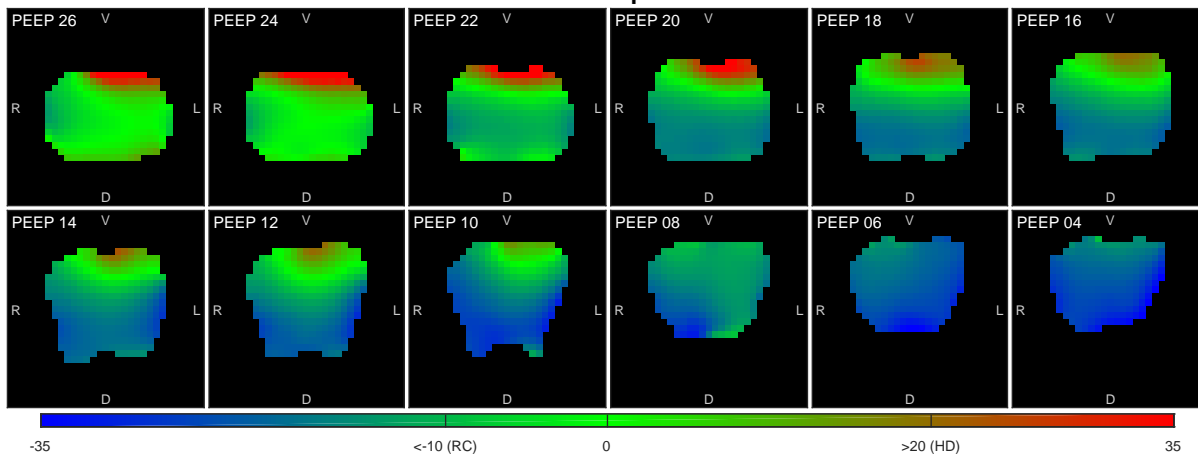 PEEP 26 V PEEP 24 V PEEP 22 V PEEP 20 V PEEP 18 V PEEP 16 V
R L R L R L R L R L R L
D D D D D D
PEEP 14 V PEEP 12 V PEEP 10 V PEEP 08 V PEEP 06 V PEEP 04 V
R L R L R L R L R L R L
D D D D D D
-35 <-10 (RC) 0 >20 (HD) 35